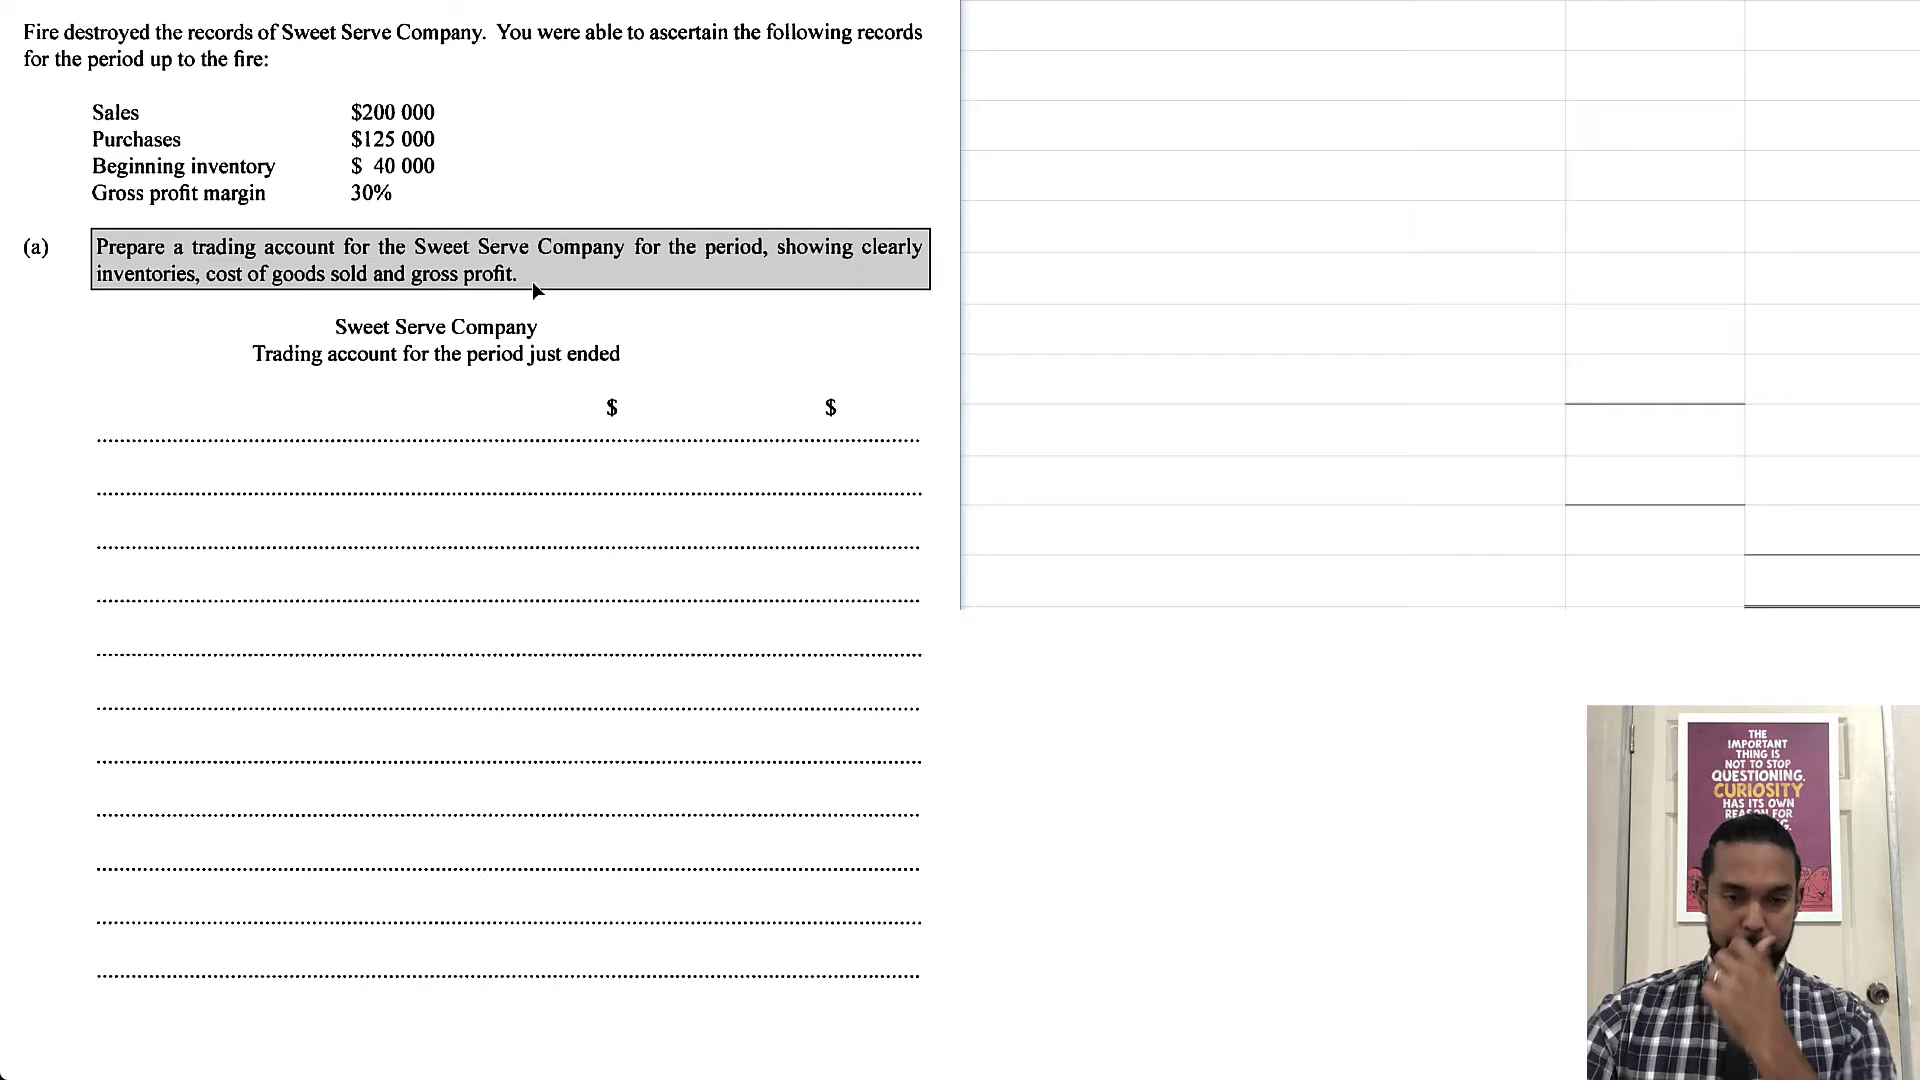 Fire destroyed the records of Sweet Serve Company. You were able to ascertain the following records
for the period up to the fire:
Sales $200 000
Purchases $125 000
Beginning inventory $ 40 000
Gross profit margin 30%
(a) Prepare a trading account for the Sweet Serve Company for the period, showing clearly
inventories, cost of goods sold and gross profit.
Sweet Serve Company
Trading account for the period just ended
$ $
THE
IMPORTANT
THING IS
NOT TO STOP
QUESTIONING.
CURIOSITY
HAS ITS OWN
REASON FOR